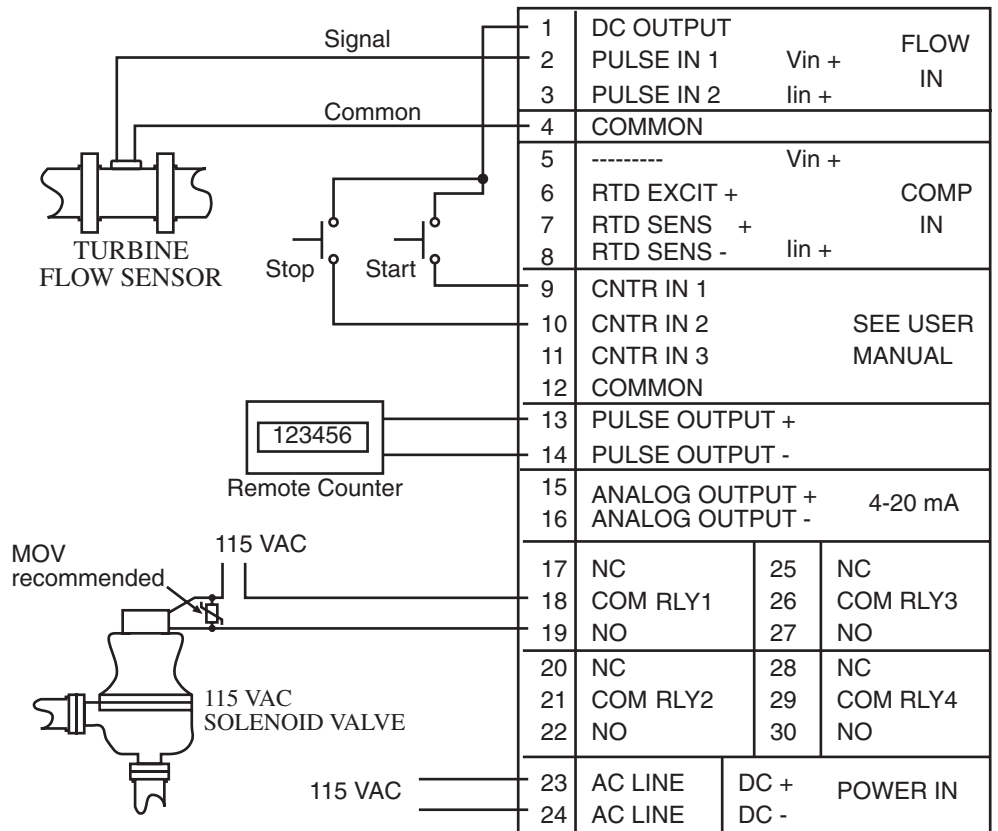 Signal
Common
TURBINE
FLOW SENSOR
Stop
Start
123456
Remote Counter
115 VAC
MOV
recommended
115 VAC
SOLENOID VALVE
115 VAC
1 DC OUTPUT
FLOW
2 PULSE IN 1 Vin +
IN
3 PULSE IN 2 Iin +
4 COMMON
5 --------- Vin +
6 RTD EXCIT + COMP
7 RTD SENS + IN
8 RTD SENS - Iin +
9 CNTR IN 1
10 CNTR IN 2 SEE USER
11 CNTR IN 3 MANUAL
12 COMMON
13 PULSE OUTPUT +
14 PULSE OUTPUT -
15 ANALOG OUTPUT + 4-20 mA
16 ANALOG OUTPUT -
17 NC 25 NC
18 COM RLY1 26 COM RLY3
19 NO 27 NO
20 NC 28 NC
21 COM RLY2 29 COM RLY4
22 NO 30 NO
23 AC LINE DC + POWER IN
24 AC LINE DC -